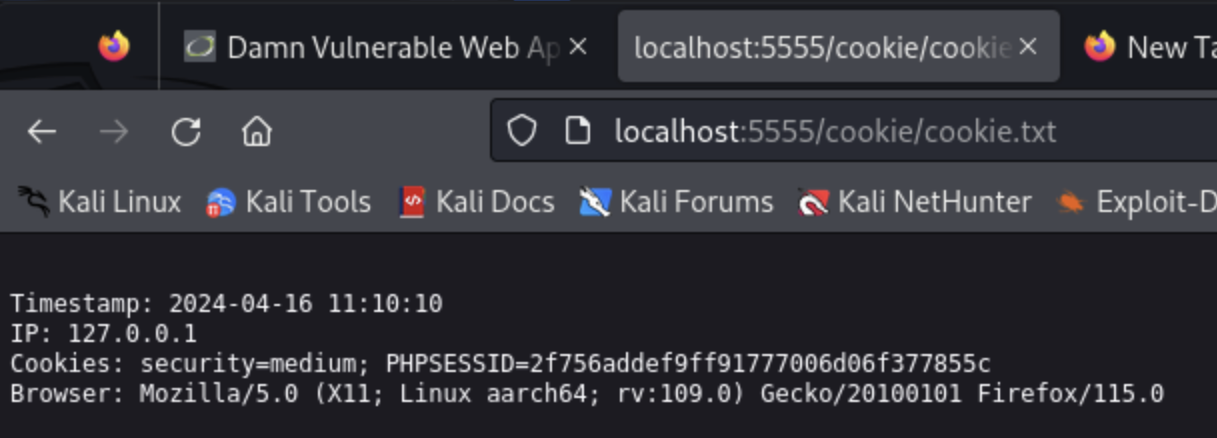 Damn Vulnerable Web Ap
localhost:5555/cookie/cookie
New Ta
localhost:5555/cookie/cookie.txt
Kali Linux Kali Tools Kali Docs Kali Forums Kali NetHunter Exploit-D
Timestamp: 2024-04-16 11:10:10
IP: 127.0.0.1
Cookies: security=medium; PHPSESSID=2f756addef9ff91777006d06f377855c
Browser: Mozilla/5.0 (X11; Linux aarch64; rv:109.0) Gecko/20100101 Firefox/115.0